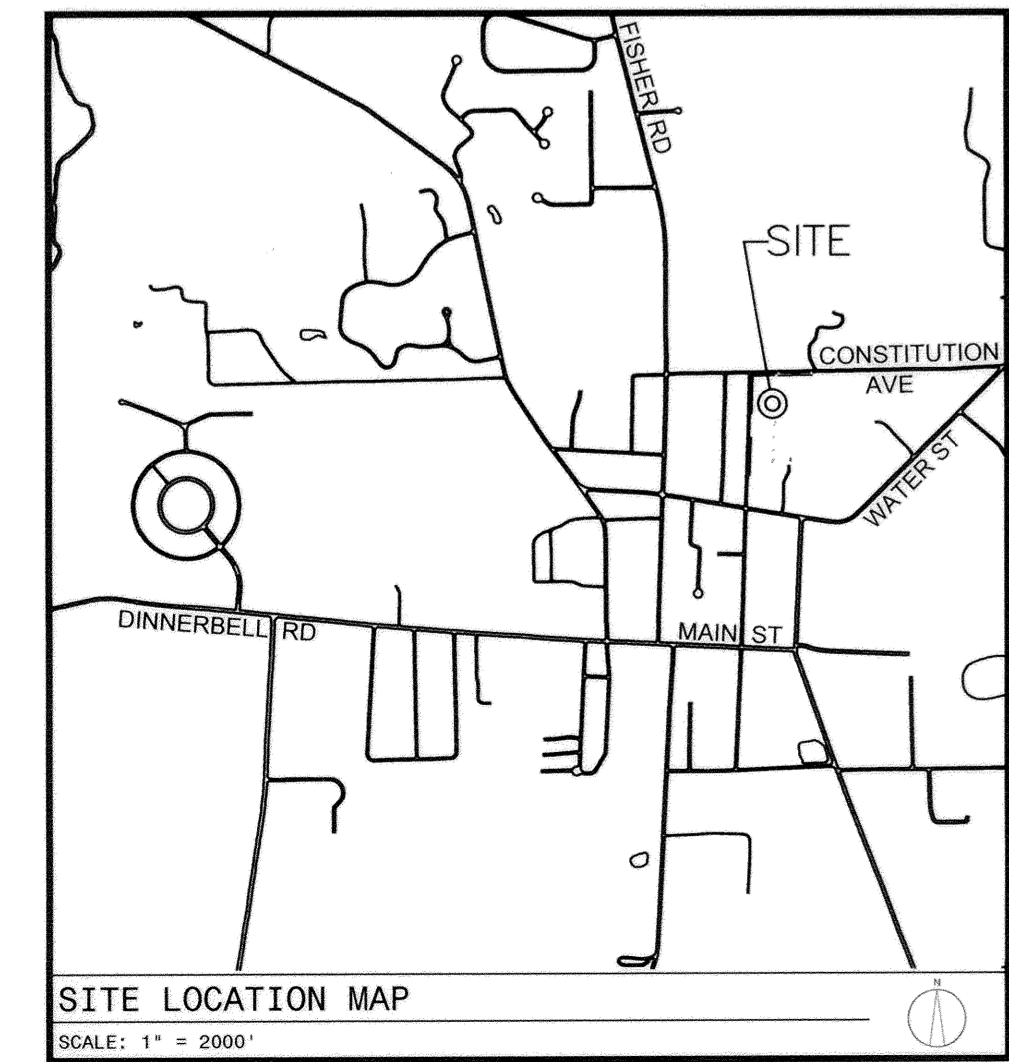 FISHER RD
SITE
CONSTITUTION
AVE
WATER ST
DINNERBELL RD
MAIN ST
SITE LOCATION MAP
N
SCALE: 1" = 2000'